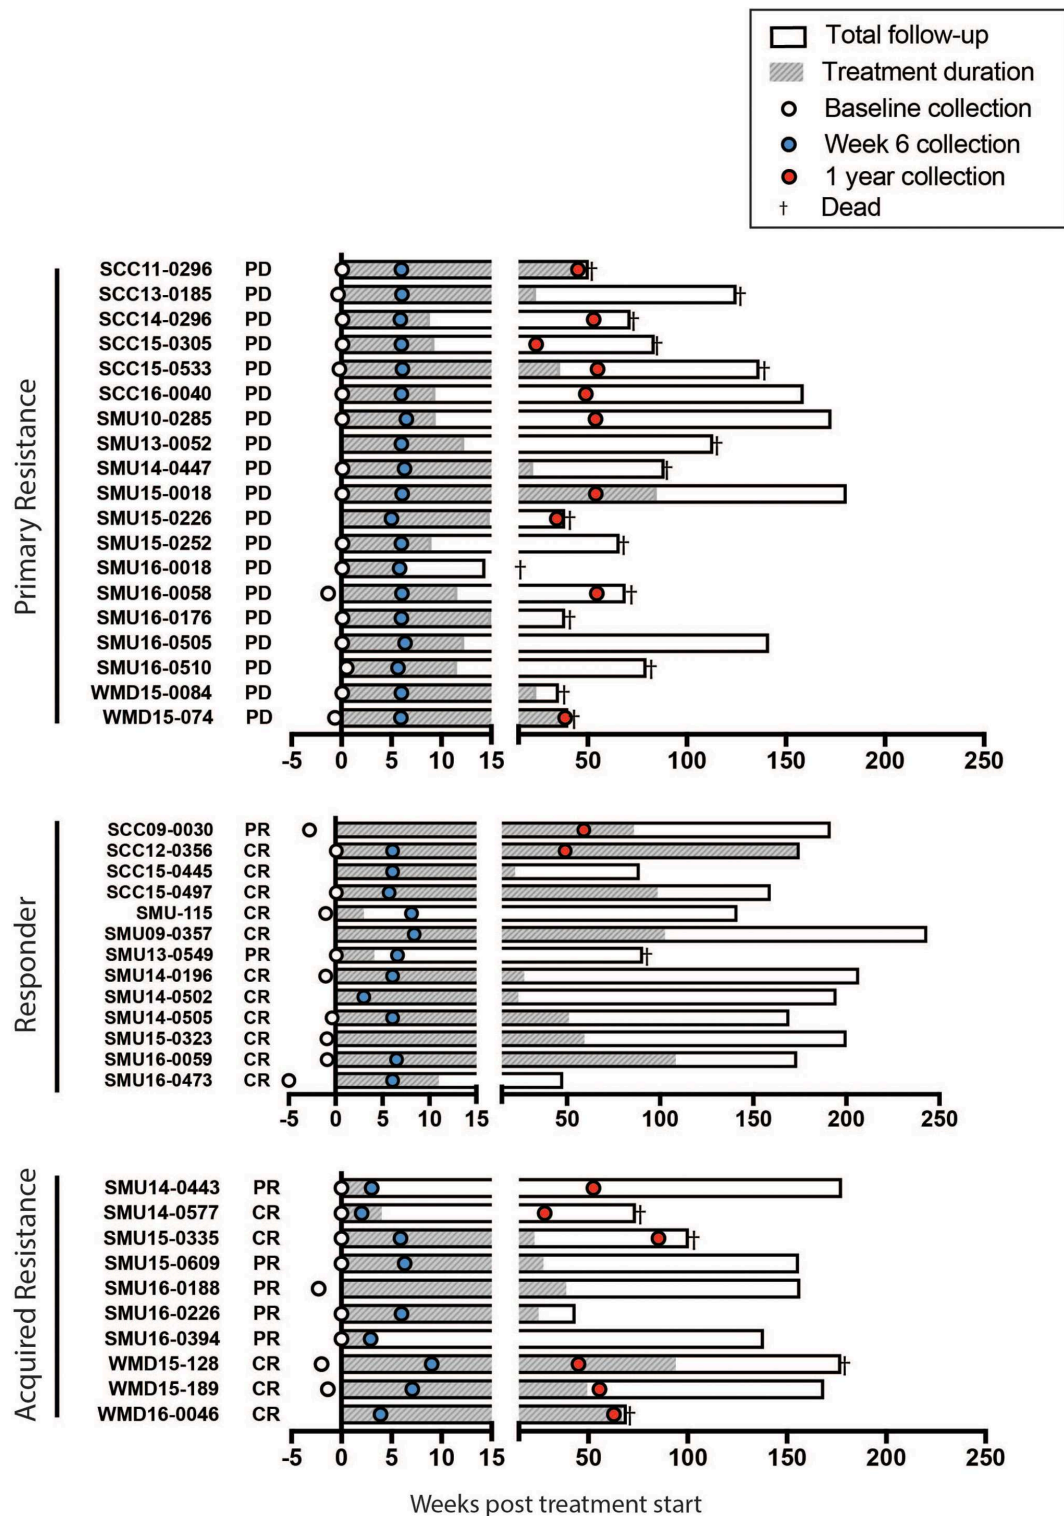 Total follow-up
Treatment duration
Baseline collection
Week 6 collection
1 year collection
† Dead
Primary Resistance
SCC11-0296 PD †
SCC13-0185 PD †
SCC14-0296 PD †
SCC15-0305 PD †
SCC15-0533 PD †
SCC16-0040 PD
SMU10-0285 PD
SMU13-0052 PD †
SMU14-0447 PD †
SMU15-0018 PD
SMU15-0226 PD †
SMU15-0252 PD †
SMU16-0018 PD †
SMU16-0058 PD †
SMU16-0176 PD †
SMU16-0505 PD
SMU16-0510 PD †
WMD15-0084 PD †
WMD15-074 PD †
-5 0 5 10 15 50 100 150 200 250
Responder
SCC09-0030 PR
SCC12-0356 CR
SCC15-0445 CR
SCC15-0497 CR
SMU-115 CR
SMU09-0357 CR
SMU13-0549 PR †
SMU14-0196 CR
SMU14-0502 CR
SMU14-0505 CR
SMU15-0323 CR
SMU16-0059 CR
SMU16-0473 CR
-5 0 5 10 15 50 100 150 200 250
Acquired Resistance
SMU14-0443 PR
SMU14-0577 CR †
SMU15-0335 CR †
SMU15-0609 PR
SMU16-0188 PR
SMU16-0226 PR
SMU16-0394 PR
WMD15-128 CR †
WMD15-189 CR
WMD16-0046 CR †
-5 0 5 10 15 50 100 150 200 250
Weeks post treatment start